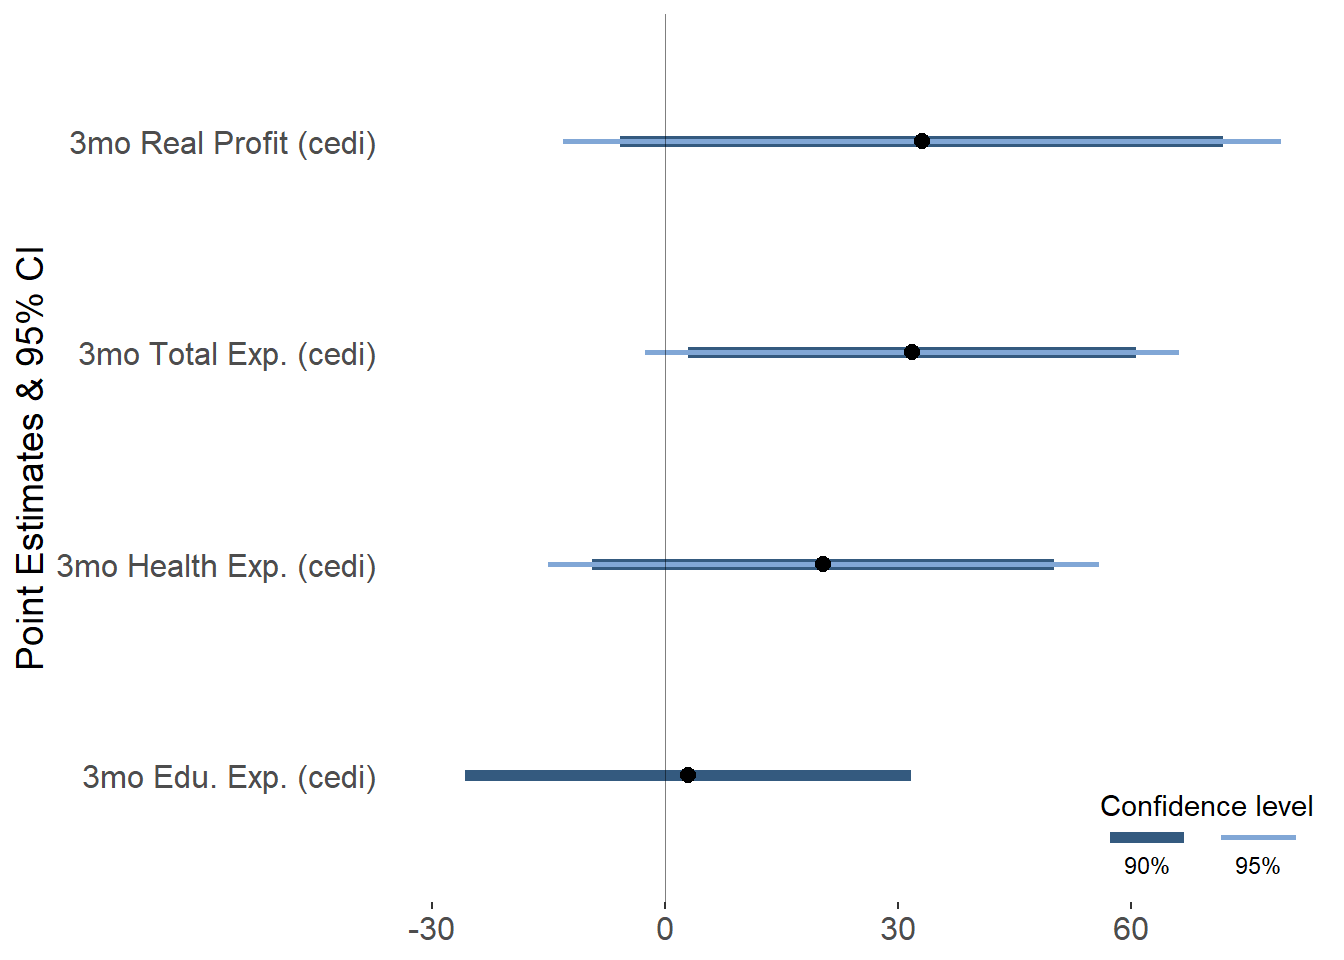 Point Estimates & 95% CI
3mo Real Profit (cedi)
3mo Total Exp. (cedi)
3mo Health Exp. (cedi)
3mo Edu. Exp. (cedi)
Confidence level
90% 95%
-30 0 30 60